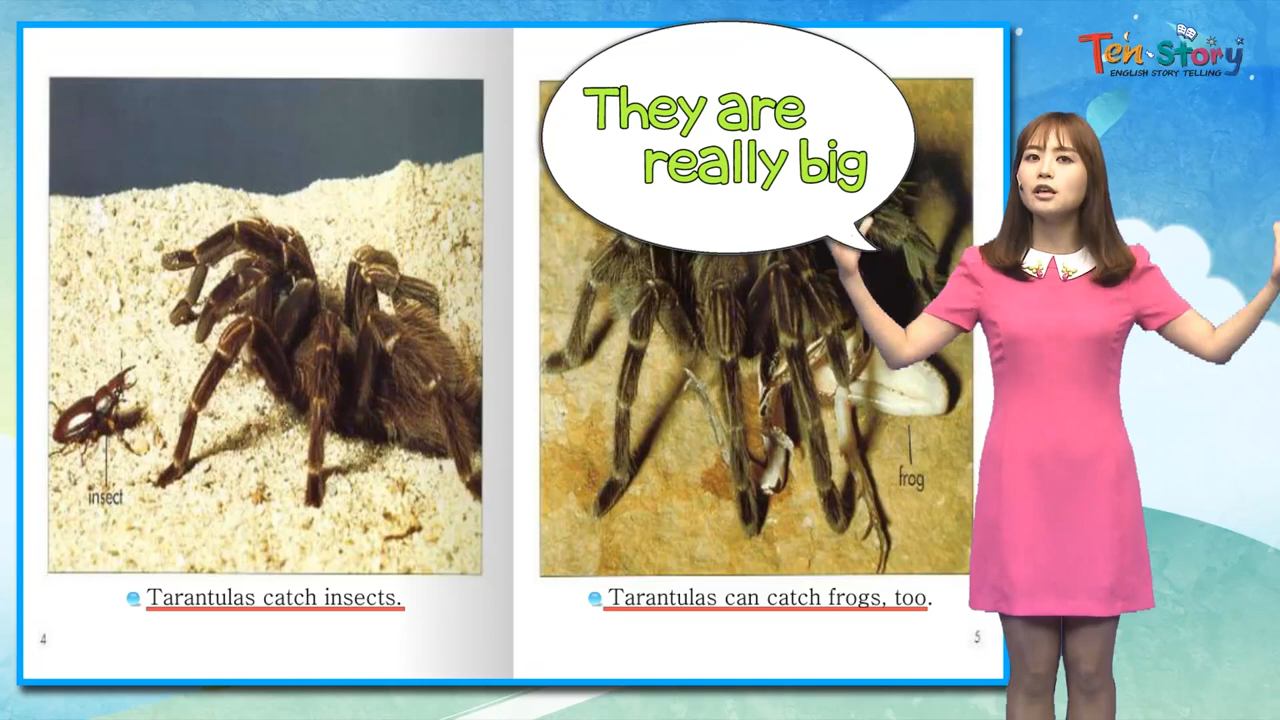 Ten Story
ENGLISH STORY TELLING
They are
really big
insect
frog
Tarantulas catch insects.
Tarantulas can catch frogs, too.
4
5